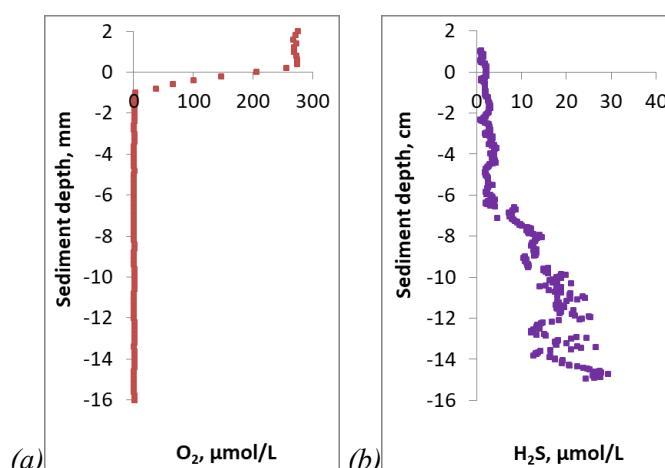 2
0
-2
-4
-6
-8
-10
-12
-14
-16
0 100 200 300
Sediment depth, mm
O₂, µmol/L
(a)
2
0
-2
-4
-6
-8
-10
-12
-14
-16
0 10 20 30 40
Sediment depth, cm
H₂S, µmol/L
(b)